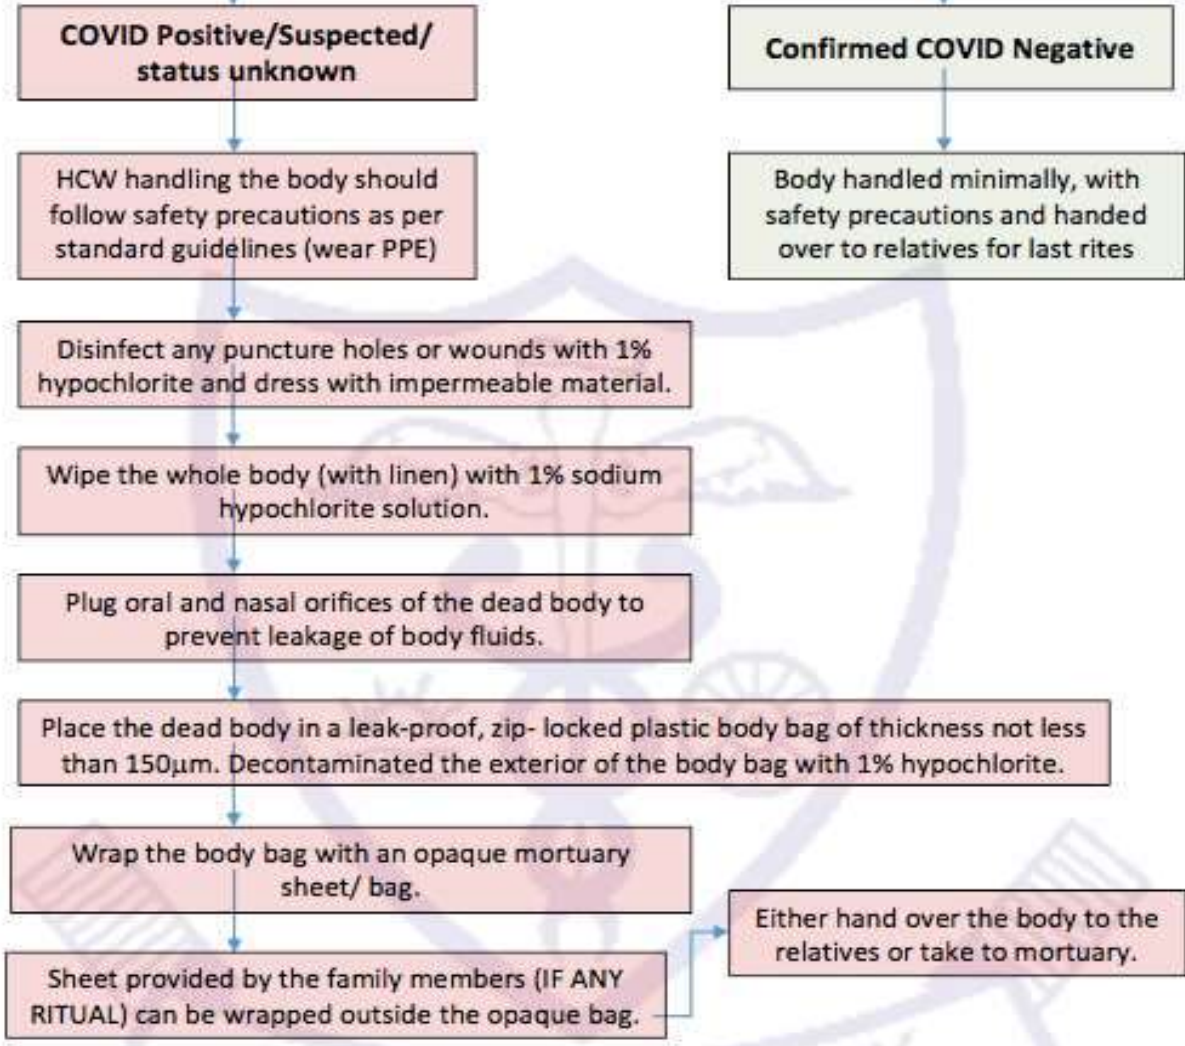 COVID Positive/Suspected/
status unknown
HCW handling the body should
follow safety precautions as per
standard guidelines (wear PPE)
Disinfect any puncture holes or wounds with 1%
hypochlorite and dress with impermeable material.
Wipe the whole body (with linen) with 1% sodium
hypochlorite solution.
Plug oral and nasal orifices of the dead body to
prevent leakage of body fluids.
Place the dead body in a leak-proof, zip- locked plastic body bag of thickness not less
than 150μm. Decontaminated the exterior of the body bag with 1% hypochlorite.
Wrap the body bag with an opaque mortuary
sheet/ bag.
Sheet provided by the family members (IF ANY
RITUAL) can be wrapped outside the opaque bag.
Either hand over the body to the
relatives or take to mortuary.
Confirmed COVID Negative
Body handled minimally, with
safety precautions and handed
over to relatives for last rites